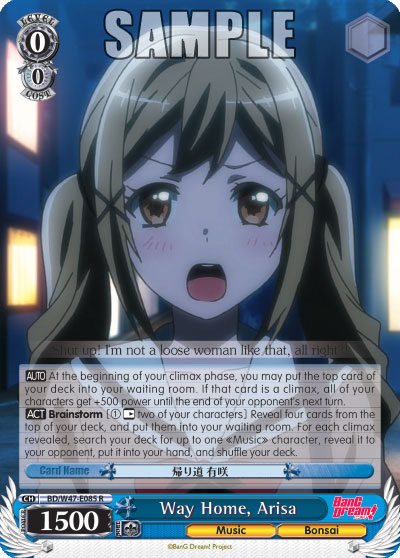 SAMPLE
LEVEL
0
0
COST
Shut up! I'm not a loose woman like that, all right?!
AUTO At the beginning of your climax phase, you may put the top card of
your deck into your waiting room. If that card is a climax, all of your
characters get +500 power until the end of your opponent's next turn.
ACT Brainstorm [① two of your characters] Reveal four cards from the
top of your deck, and put them in the waiting room. For each climax
revealed, search your deck for up to one «Music» character, reveal it to
your opponent, put it into your hand, and shuffle your deck.
Card Name
帰り道 有咲
CH BD/W47-E085 R
POWER
1500
Way Home, Arisa
BanG Dream!
Music
Bonsai
©BanG Dream! Project